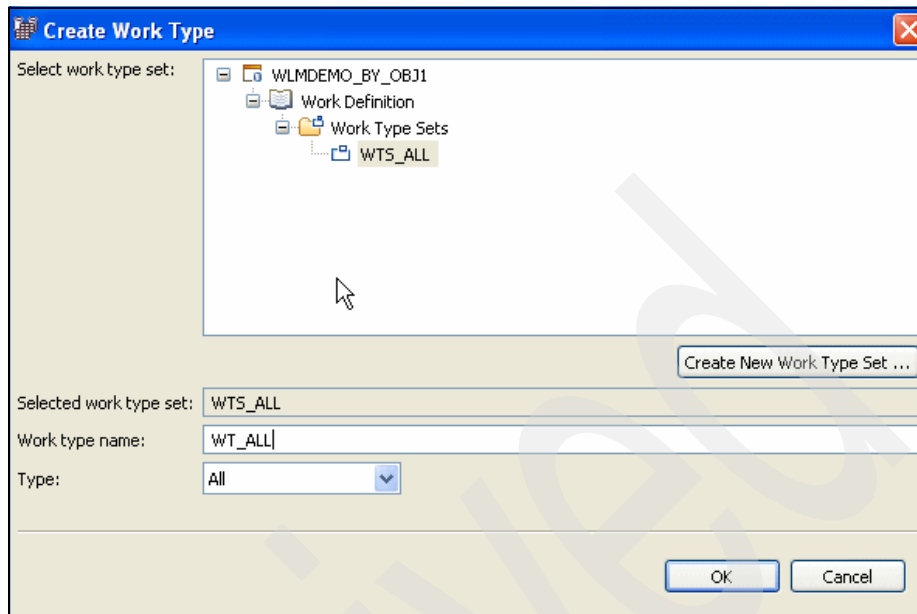 Create Work Type
Select work type set:
WLMDEMO_BY_OBJ1
Work Definition
Work Type Sets
WTS_ALL
Create New Work Type Set ...
Selected work type set: WTS_ALL
Work type name: WT_ALL
Type: All
OK Cancel